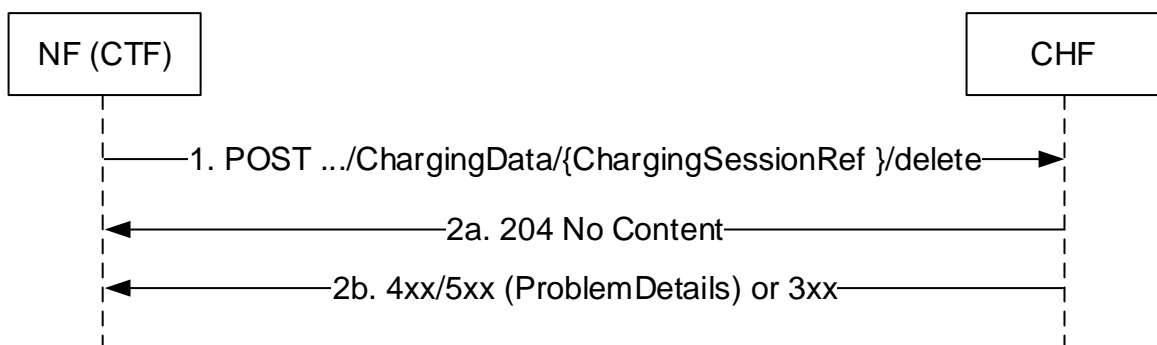 NF (CTF)
CHF
1. POST .../ChargingData/{ChargingSessionRef }/delete
2a. 204 No Content
2b. 4xx/5xx (ProblemDetails) or 3xx